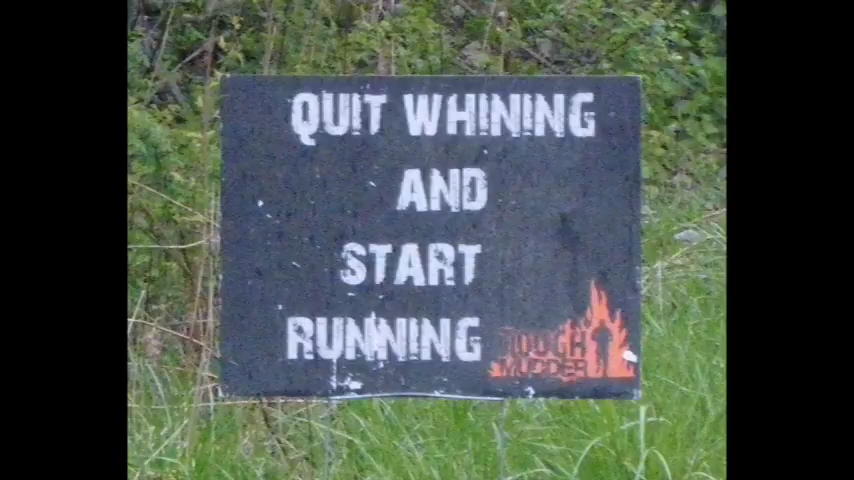 QUIT WHINING
AND
START
RUNNING
TOUGH
MUDDER